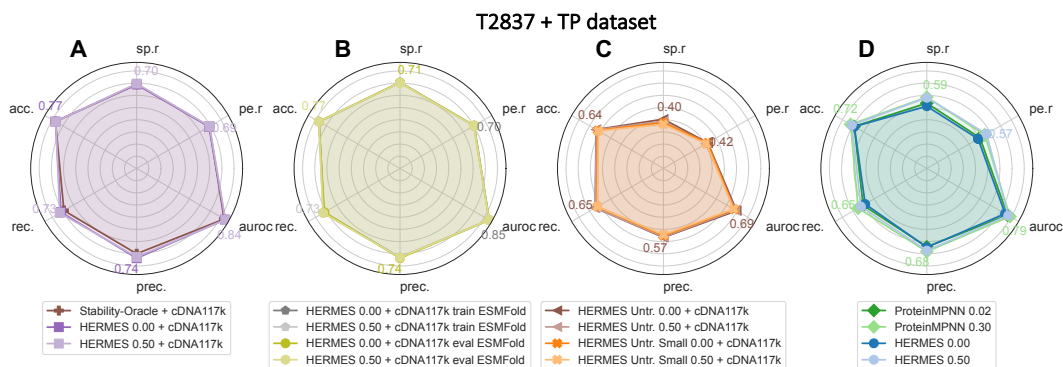 T2837 + TP dataset
A
sp.r
0.70
pe.r
0.69
auroc
0.84
prec.
0.74
rec.
0.73
acc.
0.77
Stability-Oracle + cDNA117k
HERMES 0.00 + cDNA117k
HERMES 0.50 + cDNA117k
B
sp.r
0.71
pe.r
0.70
auroc
0.85
prec.
0.74
rec.
0.73
acc.
0.77
HERMES 0.00 + cDNA117k train ESMFold
HERMES 0.50 + cDNA117k train ESMFold
HERMES 0.00 + cDNA117k eval ESMFold
HERMES 0.50 + cDNA117k eval ESMFold
C
sp.r
0.40
pe.r
0.42
auroc
0.69
prec.
0.57
rec.
0.65
acc.
0.64
HERMES Untr. 0.00 + cDNA117k
HERMES Untr. 0.50 + cDNA117k
HERMES Untr. Small 0.00 + cDNA117k
HERMES Untr. Small 0.50 + cDNA117k
D
sp.r
0.59
pe.r
0.57
auroc
0.79
prec.
0.68
rec.
0.65
acc.
0.72
ProteinMPNN 0.02
ProteinMPNN 0.30
HERMES 0.00
HERMES 0.50